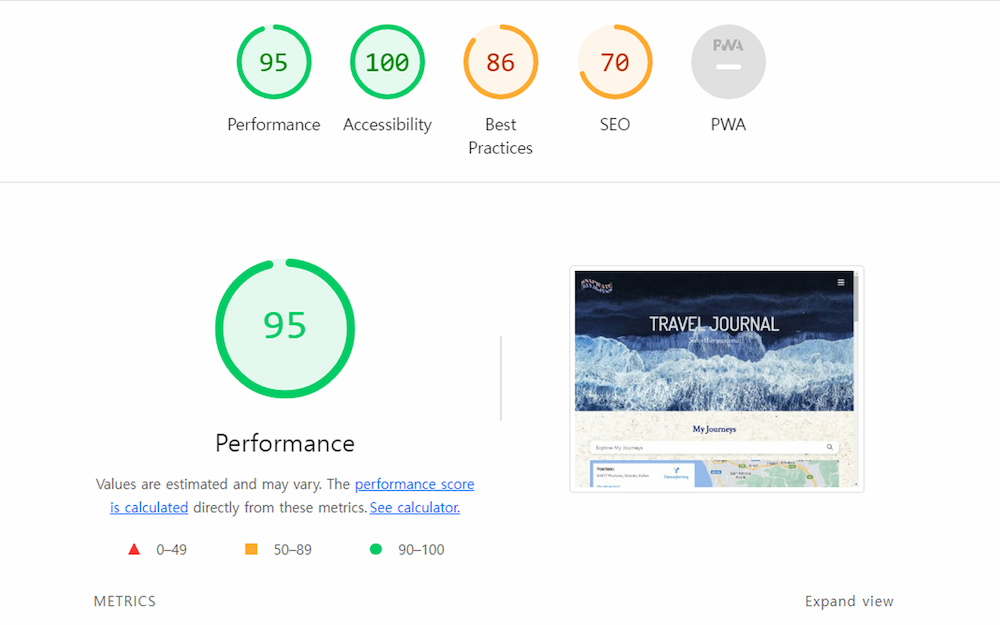 95
100
86
70
PWA
Performance
Accessibility
Best
Practices
SEO
PWA
95
Performance
Values are estimated and may vary. The performance score
is calculated directly from these metrics. See calculator.
0–49
50–89
90–100
TRAVEL JOURNAL
My Journeys
Explore My Journeys
METRICS
Expand view